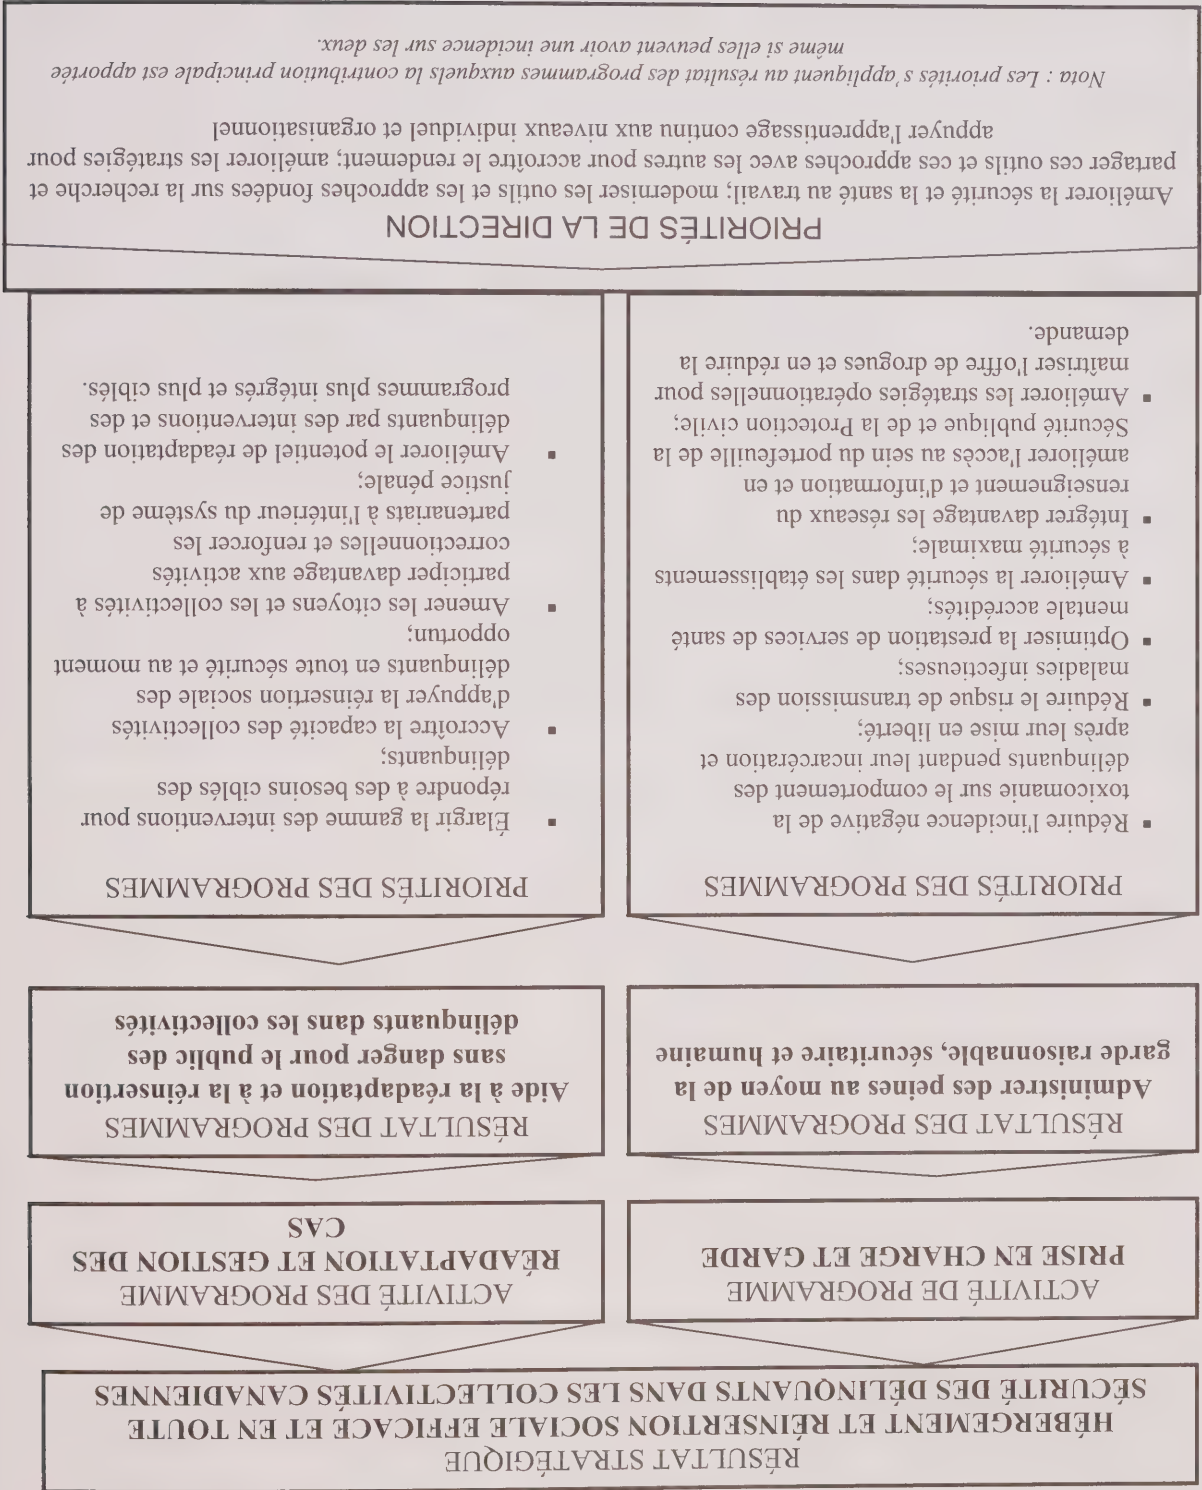 RÉSULTAT STRATÉGIQUE
HÉBERGEMENT ET RÉINSERTION SOCIALE EFFICACE ET EN TOUTE
SÉCURITÉ DES DÉLINQUANTS DANS LES COLLECTIVITÉS CANADIENNES
ACTIVITÉ DE PROGRAMME
PRISE EN CHARGE ET GARDE
RÉSULTAT DES PROGRAMMES
Administrer des peines au moyen de la
garde raisonnable, sécuritaire et humaine
PRIORITÉS DES PROGRAMMES
▪ Réduire l'incidence négative de la
toxicomanie sur le comportement des
délinquants pendant leur incarcération et
après leur mise en liberté;
▪ Réduire le risque de transmission des
maladies infectieuses;
▪ Optimiser la prestation de services de santé
mentale accrédités;
▪ Améliorer la sécurité dans les établissements
à sécurité maximale;
▪ Intégrer davantage les réseaux du
renseignement et d'information et en
améliorer l'accès au sein du portefeuille de la
Sécurité publique et de la Protection civile;
▪ Améliorer les stratégies opérationnelles pour
maîtriser l'offre de drogues et en réduire la
demande.
ACTIVITÉ DES PROGRAMME
RÉADAPTATION ET GESTION DES
CAS
RÉSULTAT DES PROGRAMMES
Aide à la réadaptation et à la réinsertion
sans danger pour le public des
délinquants dans les collectivités
PRIORITÉS DES PROGRAMMES
▪ Élargir la gamme des interventions pour
répondre à des besoins ciblés des
délinquants;
▪ Accroître la capacité des collectivités
d'appuyer la réinsertion sociale des
délinquants en toute sécurité et au moment
opportun;
▪ Amener les citoyens et les collectivités à
participer davantage aux activités
correctionnelles et renforcer les
partenariats à l'intérieur du système de
justice pénale;
▪ Améliorer le potentiel de réadaptation des
délinquants par des interventions et des
programmes plus intégrés et plus ciblés.
PRIORITÉS DE LA DIRECTION
Améliorer la sécurité et la santé au travail; moderniser les outils et les approches fondées sur la recherche et
partager ces outils et ces approches avec les autres pour accroître le rendement; améliorer les stratégies pour
appuyer l'apprentissage continu aux niveaux individuel et organisationnel
Nota : Les priorités s'appliquent au résultat des programmes auxquels la contribution principale est apportée
même si elles peuvent avoir une incidence sur les deux.